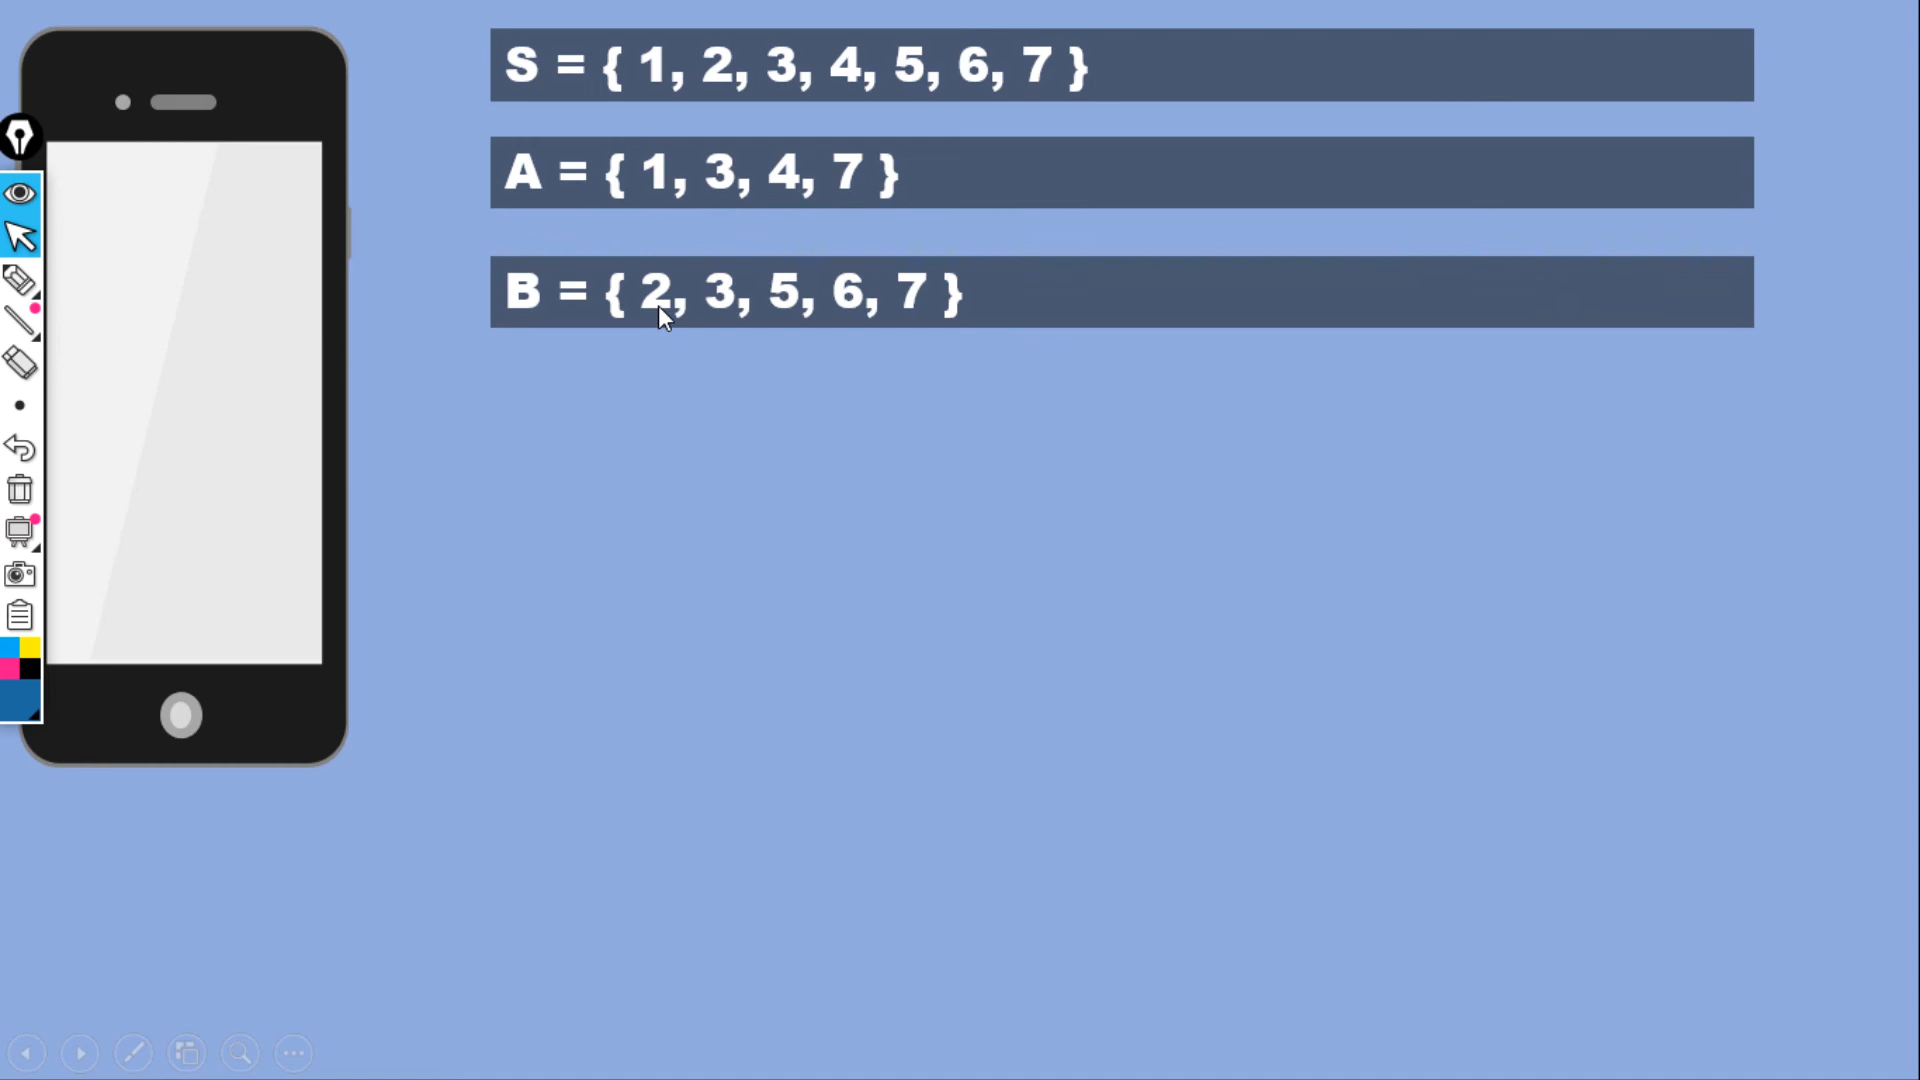 S = { 1, 2, 3, 4, 5, 6, 7 }
A = { 1, 3, 4, 7 }
B = { 2, 3, 5, 6, 7 }